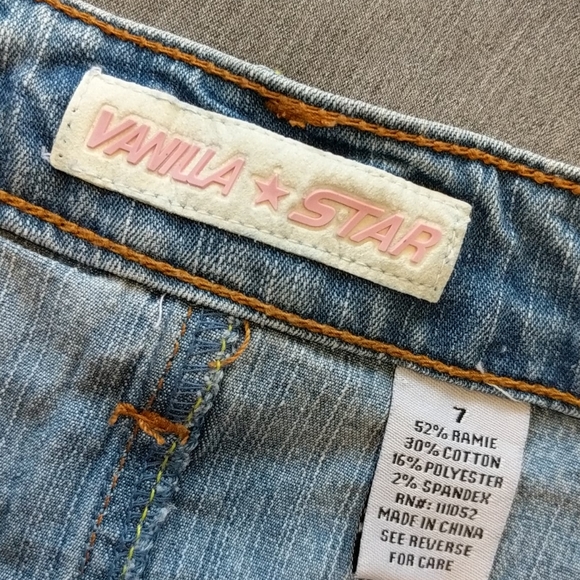 VANILLA ★ STAR
7
52% RAMIE
30% COTTON
16% POLYESTER
2% SPANDEX
RN#: 111052
MADE IN CHINA
SEE REVERSE
FOR CARE